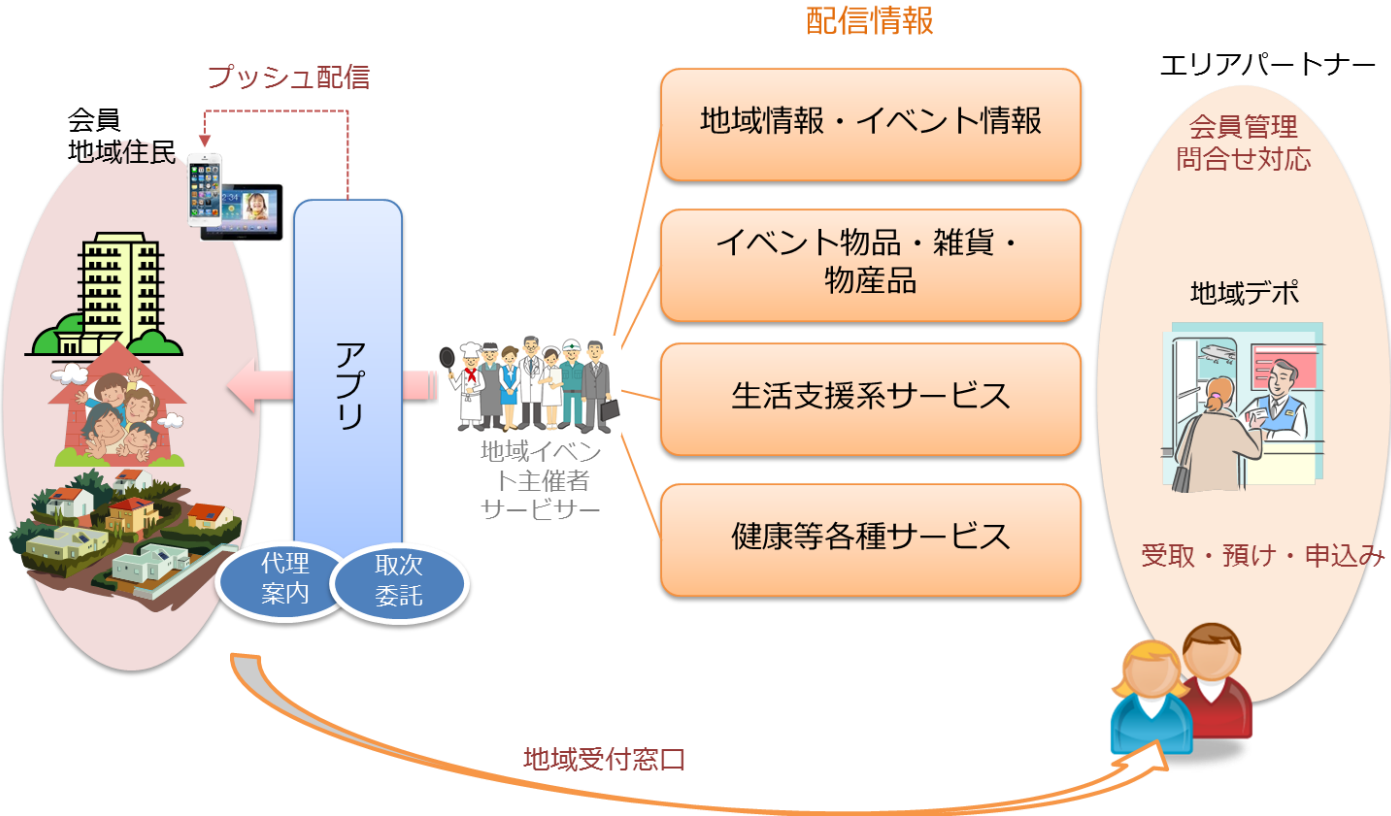 配信情報
エリアパートナー
プッシュ配信
会員
地域住民
地域情報・イベント情報
会員管理
問合せ対応
イベント物品・雑貨・
物産品
地域デポ
アプリ
生活支援系サービス
地域イベン
ト主催者
サービサー
健康等各種サービス
代理
案内
取次
委託
受取・預け・申込み
地域受付窓口